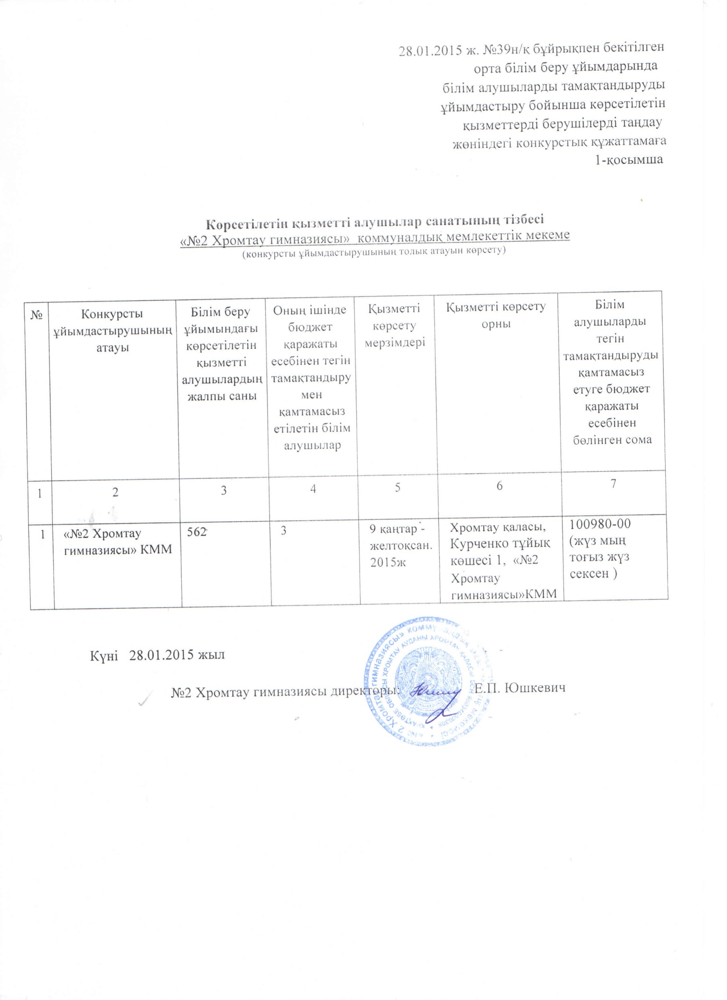 28.01.2015 ж. №39н/қ бұйрықпен бекітілген
орта білім беру ұйымдарында
білім алушыларды тамақтандыруды
ұйымдастыру бойынша көрсетілетін
қызметтерді берушілерді таңдау
жөніндегі конкурстық құжаттамаға
1-қосымша
Көрсетілетін қызметті алушылар санатының тізбесі
«№2 Хромтау гимназиясы» коммуналдық мемлекеттік мекеме
(конкурсты ұйымдастырушының толық атауын көрсету)
№
Конкурсты
ұйымдастырушының
атауы
Білім беру
ұйымындағы
көрсетілетін
қызметті
алушылардың
жалпы саны
Оның ішінде
бюджет
қаражаты
есебінен тегін
тамақтандыру
мен
қамтамасыз
етілетін білім
алушылар
Қызметті
көрсету
мерзімдері
Қызметті көрсету
орны
Білім
алушыларды
тегін
тамақтандыруды
қамтамасыз
етуге бюджет
қаражаты
есебінен
бөлінген сома
1
2
3
4
5
6
7
1
«№2 Хромтау
гимназиясы» КММ
562
3
9 қаңтар -
желтоқсан.
2015ж
Хромтау қаласы,
Курченко тұйық
көшесі 1, «№2
Хромтау
гимназиясы»КММ
100980-00
(жүз мың
тоғыз жүз
сексен )
Күні 28.01.2015 жыл
№2 Хромтау гимназиясы директоры: Е.П. Юшкевич